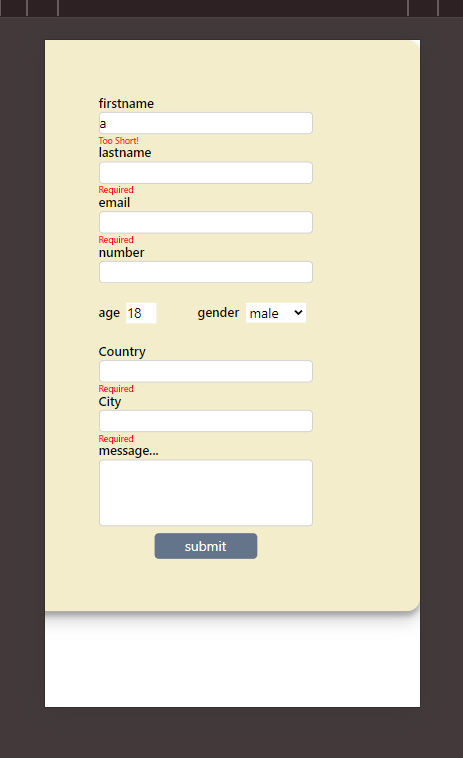 firstname
a
Too Short!
lastname
Required
email
Required
number
age 18 gender male
Country
Required
City
Required
message...
submit